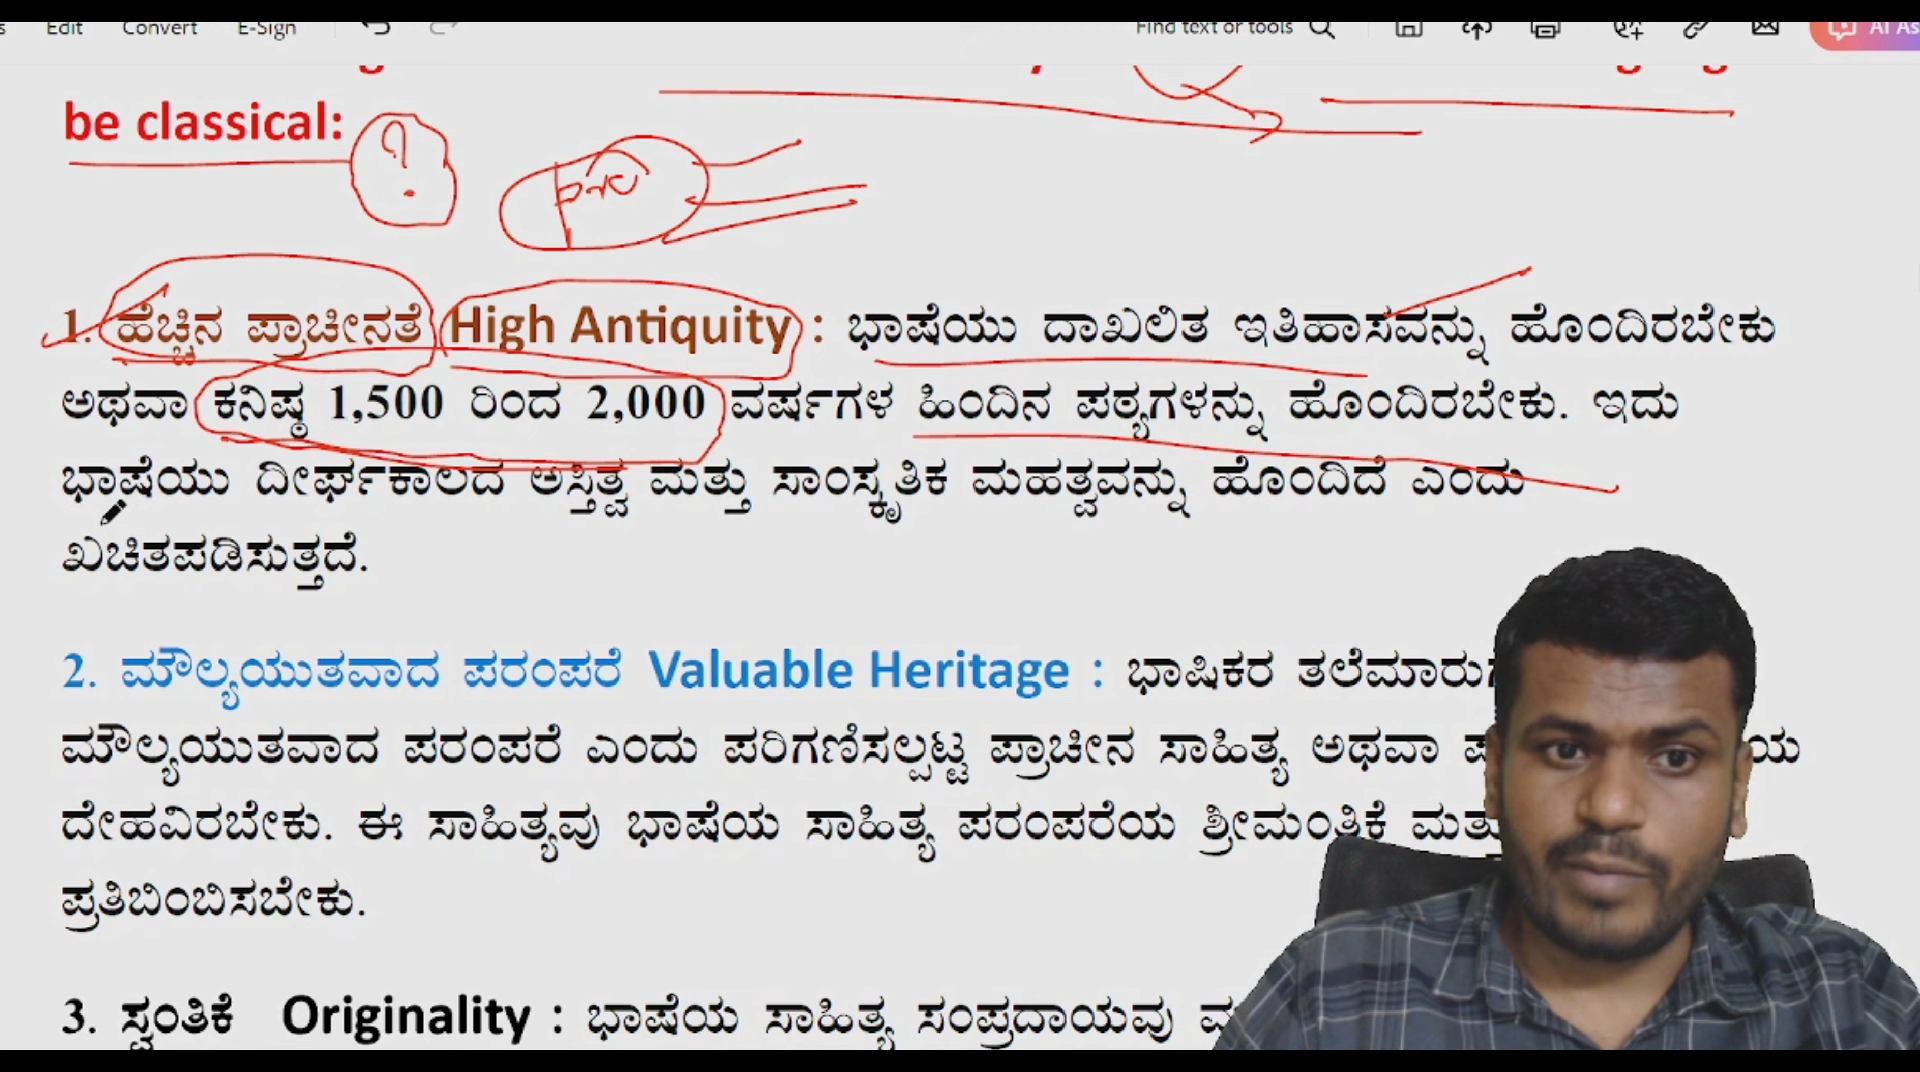 Edit Convert E-Sign Find text or tools
be classical:
?
1. ಹೆಚ್ಚಿನ ಪ್ರಾಚೀನತೆ High Antiquity : ಭಾಷೆಯು ದಾಖಲಿತ ಇತಿಹಾಸವನ್ನು ಹೊಂದಿರಬೇಕು
ಅಥವಾ ಕನಿಷ್ಠ 1,500 ರಿಂದ 2,000 ವರ್ಷಗಳ ಹಿಂದಿನ ಪಠ್ಯಗಳನ್ನು ಹೊಂದಿರಬೇಕು. ಇದು
ಭಾಷೆಯು ದೀರ್ಘಕಾಲದ ಅಸ್ತಿತ್ವ ಮತ್ತು ಸಾಂಸ್ಕೃತಿಕ ಮಹತ್ವವನ್ನು ಹೊಂದಿದೆ ಎಂದು
ಖಚಿತಪಡಿಸುತ್ತದೆ.
2. ಮೌಲ್ಯಯುತವಾದ ಪರಂಪರೆ Valuable Heritage : ಭಾಷಿಕರ
ಮೌಲ್ಯಯುತವಾದ ಪರಂಪರೆ ಎಂದು ಪರಿಗಣಿಸಲ್ಪಟ್ಟ ಪ್ರಾಚೀನ ಸಾಹಿತ್ಯ ಅಥವಾ
ದೇಹವಿರಬೇಕು. ಈ ಸಾಹಿತ್ಯವು ಭಾಷೆಯ ಸಾಹಿತ್ಯ ಪರಂಪರೆಯ ಶ್ರೀಮಂತಿಕೆ
ಪ್ರತಿಬಿಂಬಿಸಬೇಕು.
3. ಸ್ವಂತಿಕೆ Originality : ಭಾಷೆಯ ಸಾಹಿತ್ಯ ಸಂಪ್ರದಾಯವು